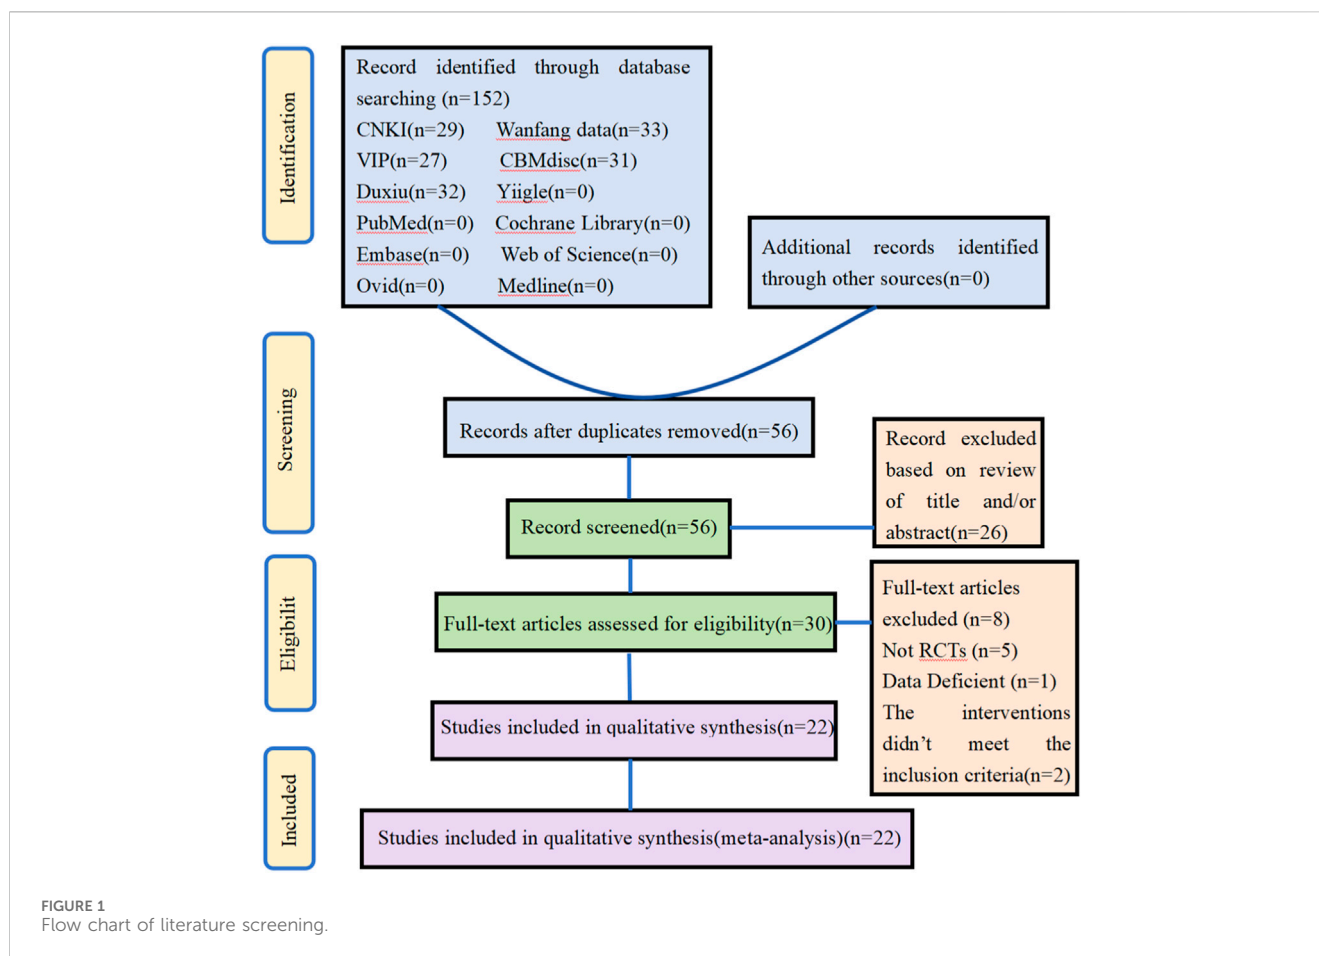 Identification
Record identified through database
searching (n=152)
CNKI(n=29) Wanfang data(n=33)
VIP(n=27) CBMdisc(n=31)
Duxiu(n=32) Yiigle(n=0)
PubMed(n=0) Cochrane Library(n=0)
Embase(n=0) Web of Science(n=0)
Ovid(n=0) Medline(n=0)
Additional records identified
through other sources(n=0)
Screening
Records after duplicates removed(n=56)
Record screened(n=56)
Record excluded
based on review
of title and/or
abstract(n=26)
Eligibilit
Full-text articles assessed for eligibility(n=30)
Full-text articles
excluded (n=8)
Not RCTs (n=5)
Data Deficient (n=1)
The interventions
didn’t meet the
inclusion criteria(n=2)
Studies included in qualitative synthesis(n=22)
Included
Studies included in qualitative synthesis(meta-analysis)(n=22)
FIGURE 1
Flow chart of literature screening.